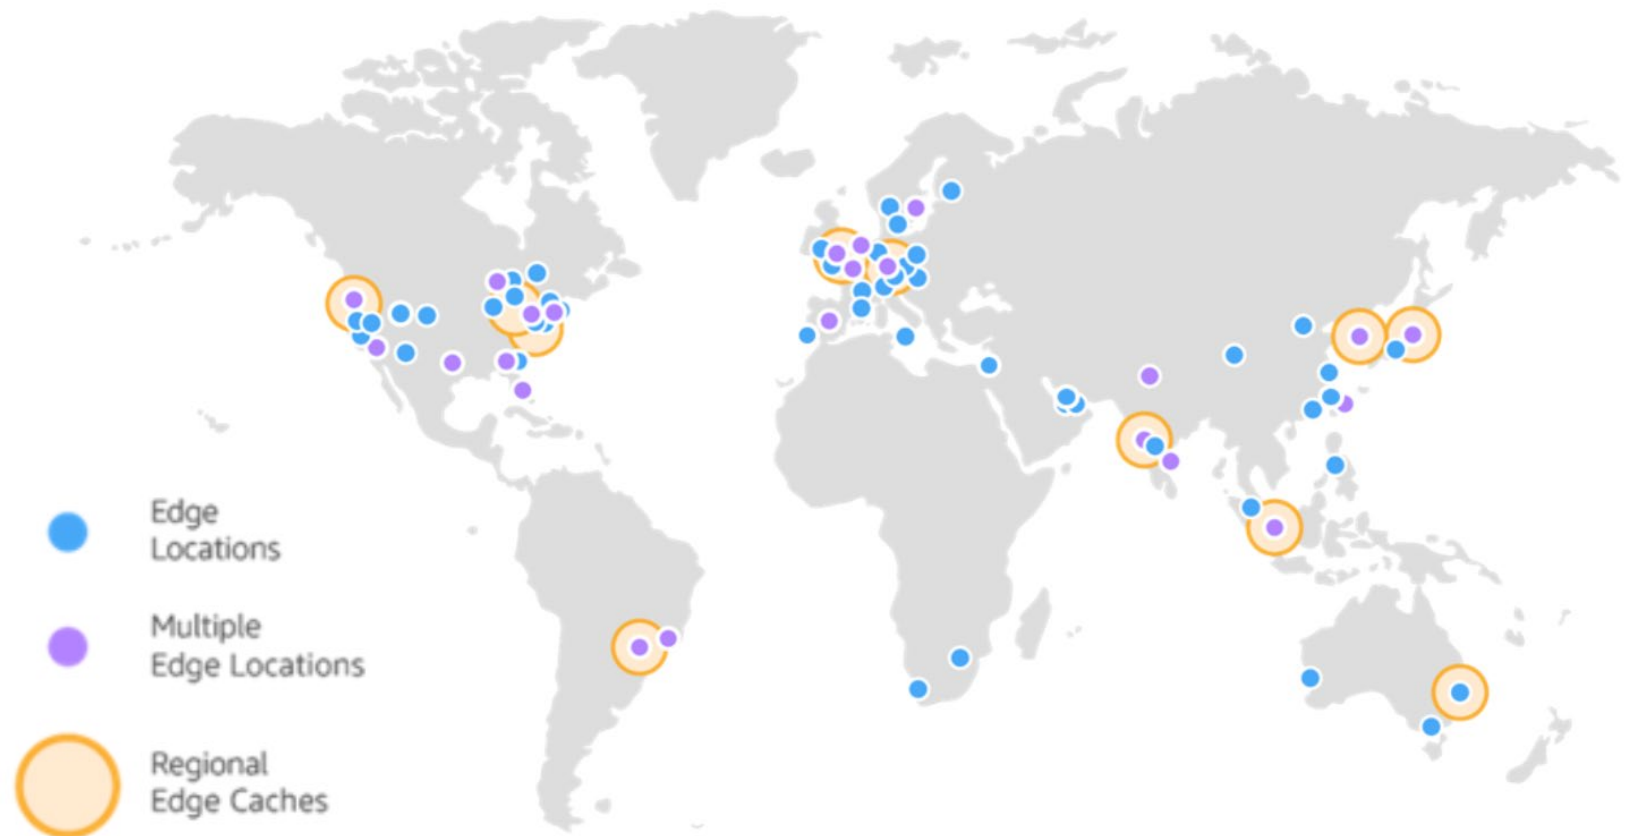 Edge
Locations
Multiple
Edge Locations
Regional
Edge Caches